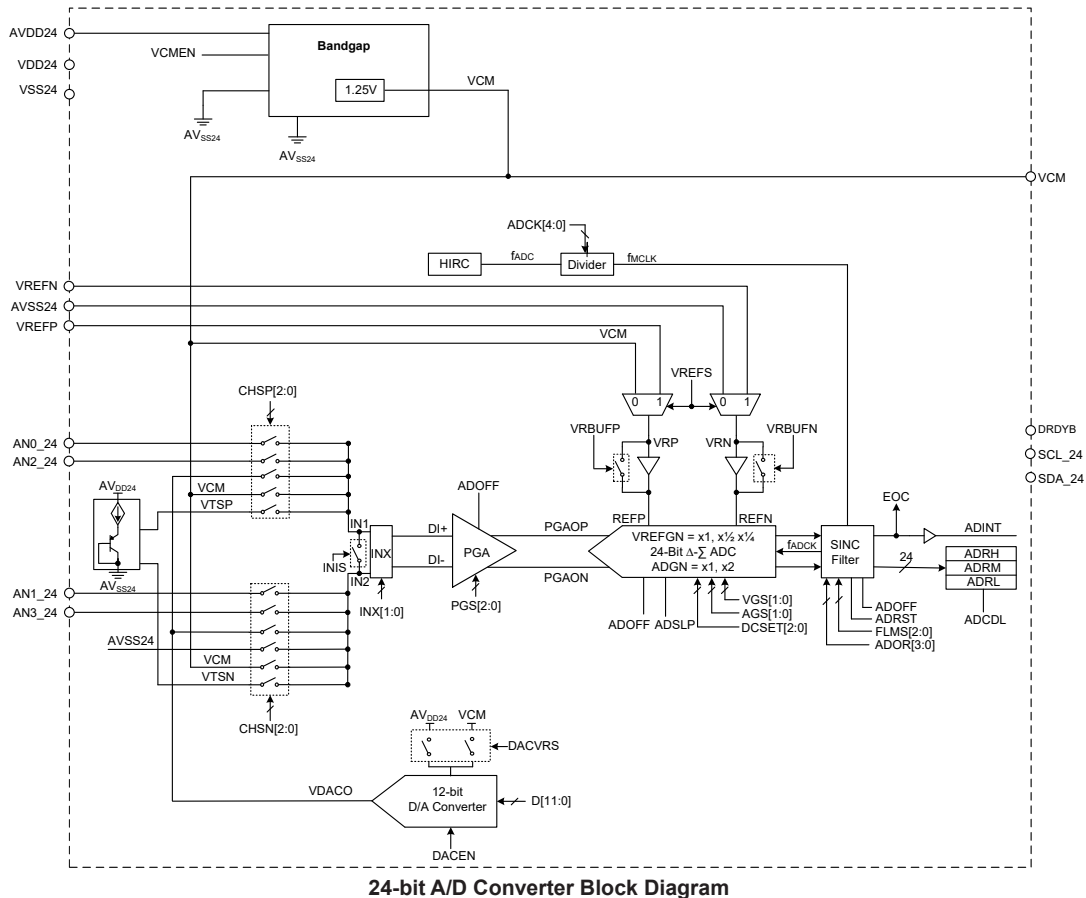 AVDD24
VDD24
VSS24
VCMEN
Bandgap
1.25V
VCM
AVSS24
AVSS24
VCM
ADCK[4:0]
HIRC
fADC
Divider
fMCLK
VREFN
AVSS24
VREFP
VCM
VREFS
0 1
0 1
CHSP[2:0]
VRBUFP
VRP
VRN
VRBUFN
AN0_24
AN2_24
DRDYB
SCL_24
SDA_24
AVDD24
VCM
VTSP
ADOFF
EOC
REFP
REFN
IN1
INX
DI+
DI-
PGA
PGAOP
PGAON
VREFGN = x1, x½ x¼
24-Bit Δ-Σ ADC
ADGN = x1, x2
fADCK
SINC
Filter
ADINT
24
ADRH
ADRM
ADRL
INIS
IN2
AVSS24
AN1_24
AN3_24
INX[1:0]
PGS[2:0]
ADOFF
ADSLP
VGS[1:0]
AGS[1:0]
DCSET[2:0]
ADOFF
ADRST
FLMS[2:0]
ADOR[3:0]
ADCDL
AVSS24
VCM
VTSN
CHSN[2:0]
AVDD24
VCM
DACVRS
VDACO
12-bit
D/A Converter
D[11:0]
DACEN
24-bit A/D Converter Block Diagram